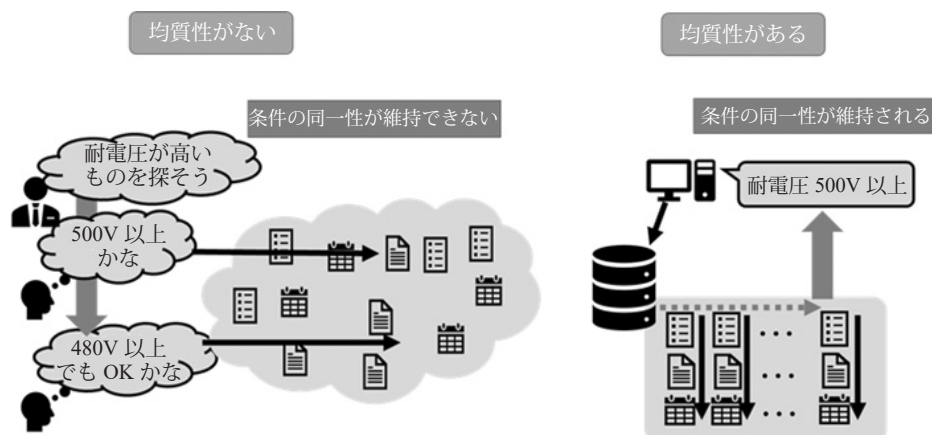 均質性がない
条件の同一性が維持できない
耐電圧が高い
ものを探そう
500V 以上
かな
480V 以上
でも OK かな
均質性がある
条件の同一性が維持される
耐電圧 500V 以上